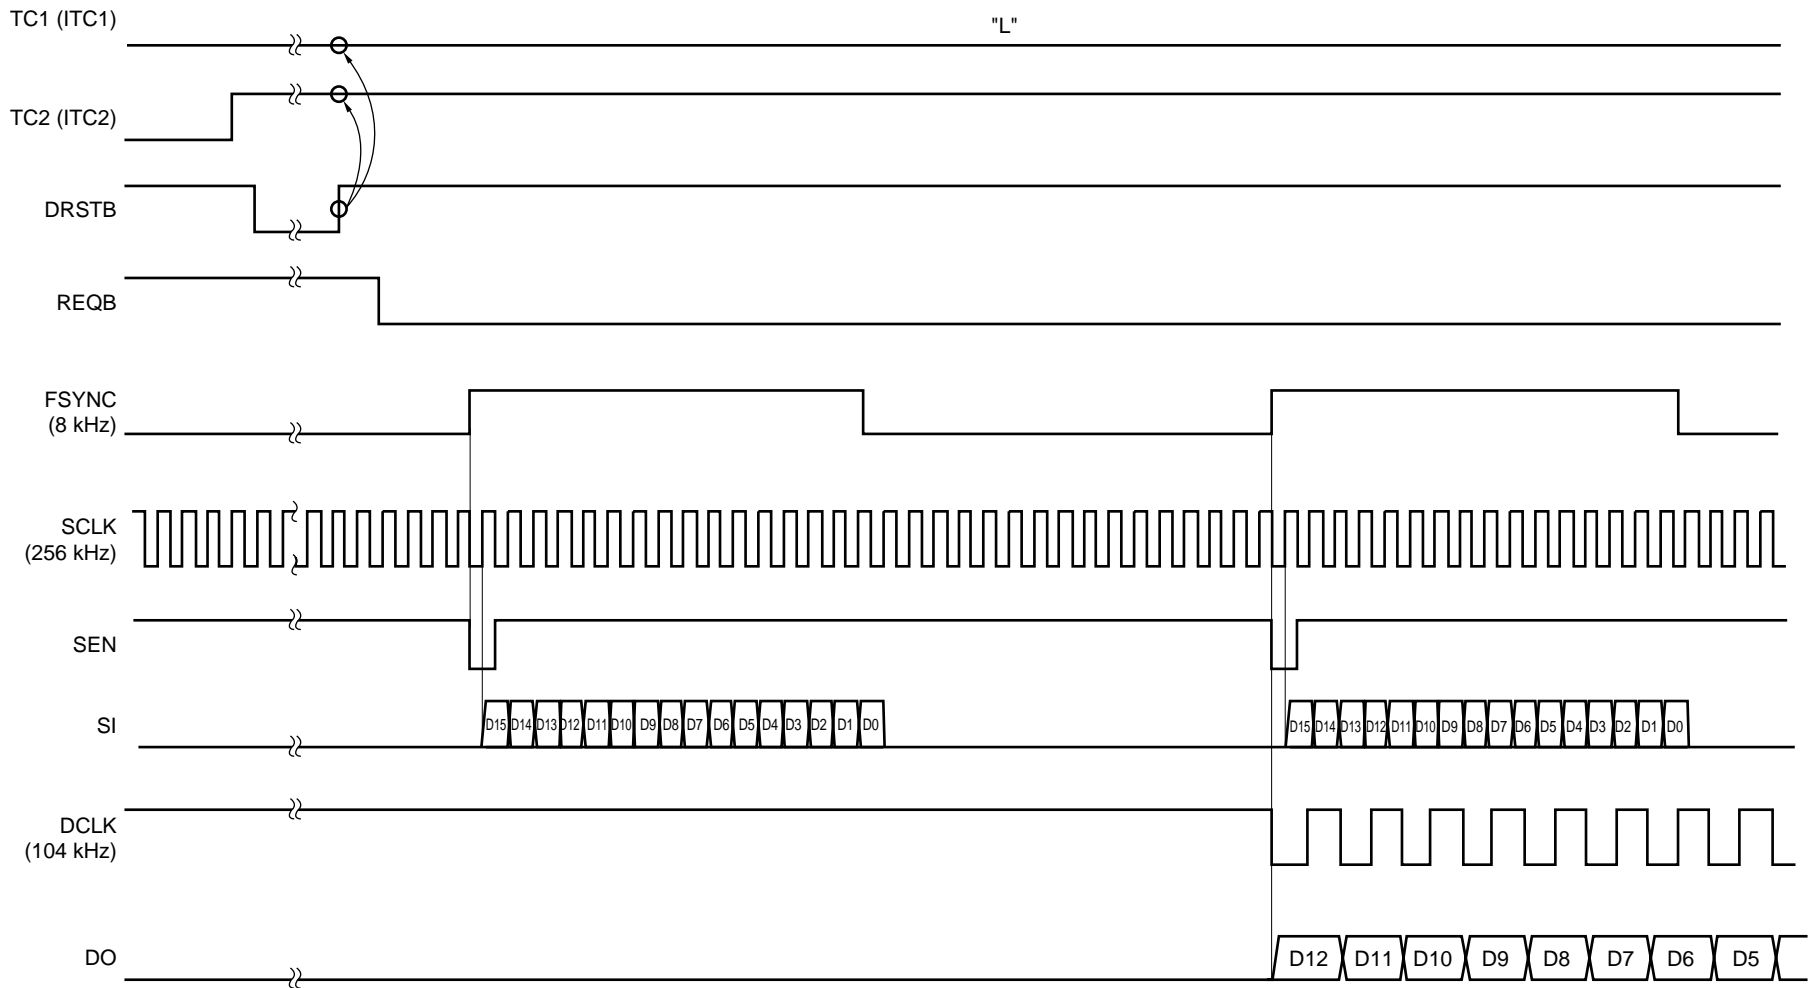 TC1 (ITC1)
"L"
TC2 (ITC2)
DRSTB
REQB
FSYNC
(8 kHz)
SCLK
(256 kHz)
SEN
SI
D15 D14 D13 D12 D11 D10 D9 D8 D7 D6 D5 D4 D3 D2 D1 D0 D15 D14 D13 D12 D11 D10 D9 D8 D7 D6 D5 D4 D3 D2 D1 D0
DCLK
(104 kHz)
DO
D12 D11 D10 D9 D8 D7 D6 D5